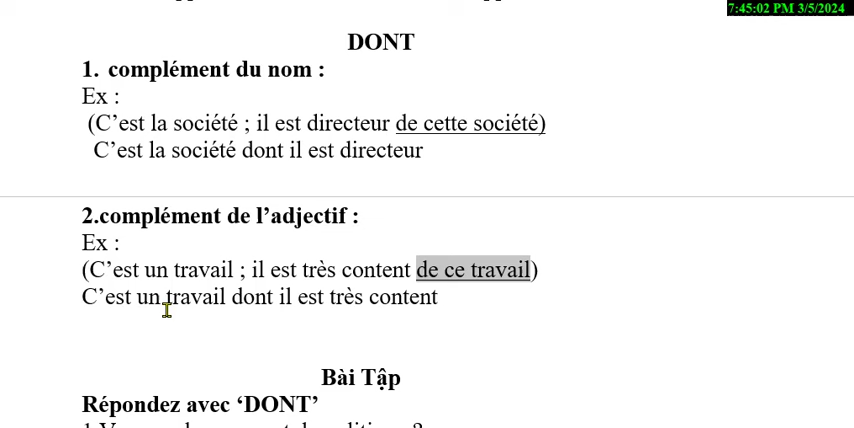 7:45:02 PM 3/5/2024
DONT
1. complément du nom :
Ex :
(C’est la société ; il est directeur de cette société)
C’est la société dont il est directeur
2.complément de l’adjectif :
Ex :
(C’est un travail ; il est très content de ce travail)
C’est un travail dont il est très content
Bài Tập
Répondez avec ‘DONT’